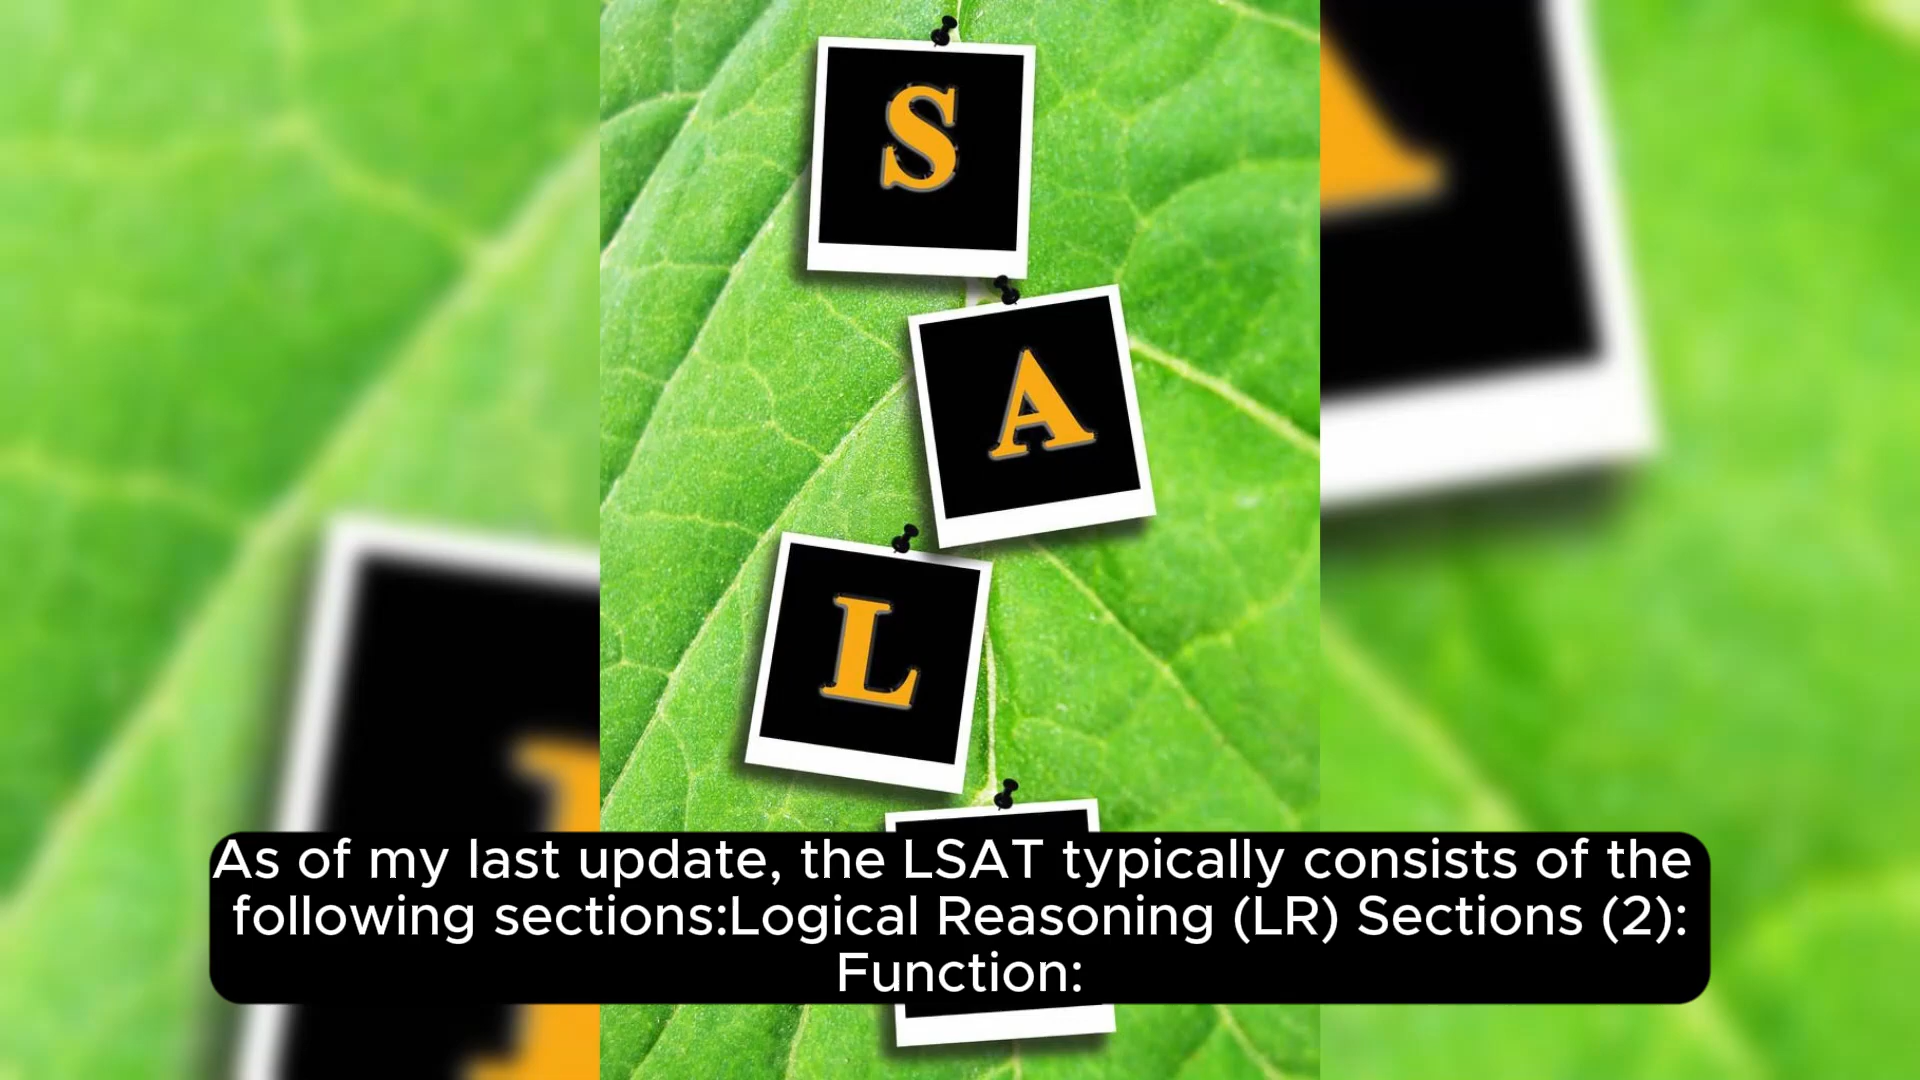 S
A
L
As of my last update, the LSAT typically consists of the
following sections:Logical Reasoning (LR) Sections (2):
Function: